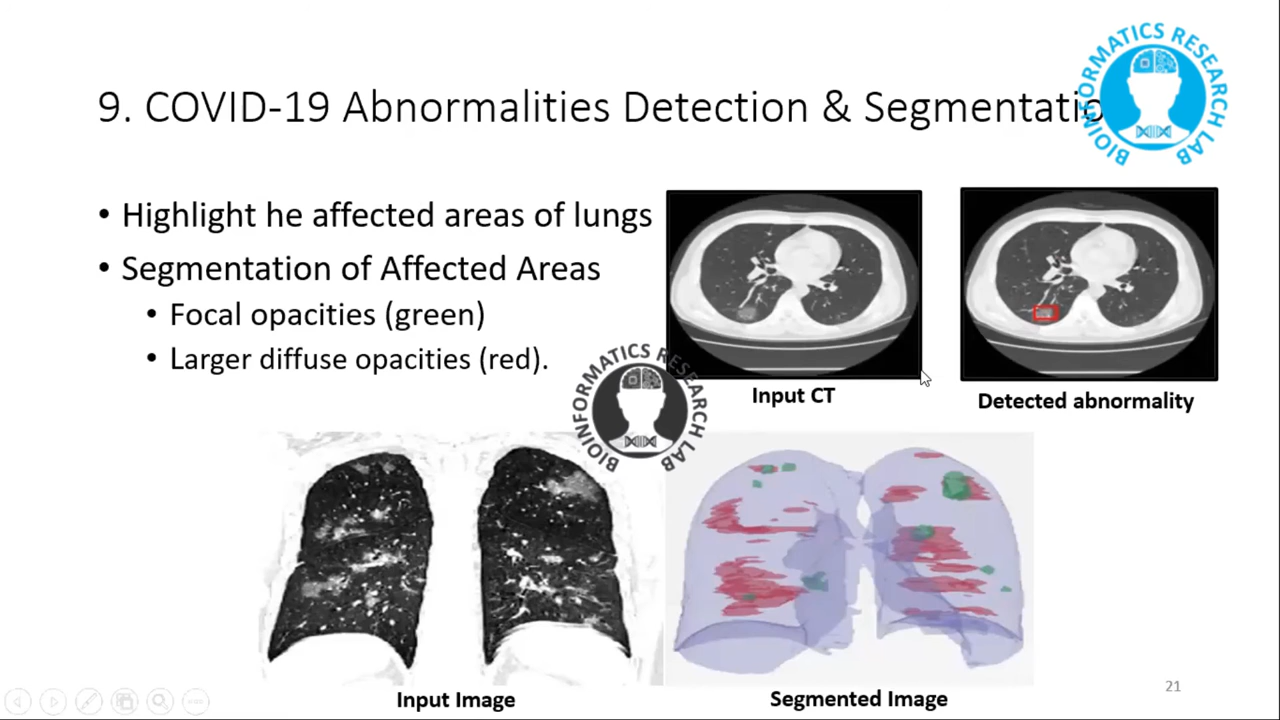 9. COVID-19 Abnormalities Detection & Segmentatio
BIOINFORMATICS RESEARCH LAB
• Highlight he affected areas of lungs
• Segmentation of Affected Areas
• Focal opacities (green)
• Larger diffuse opacities (red).
BIOINFORMATICS RESEARCH LAB
Input CT
Detected abnormality
Input Image
Segmented Image
21